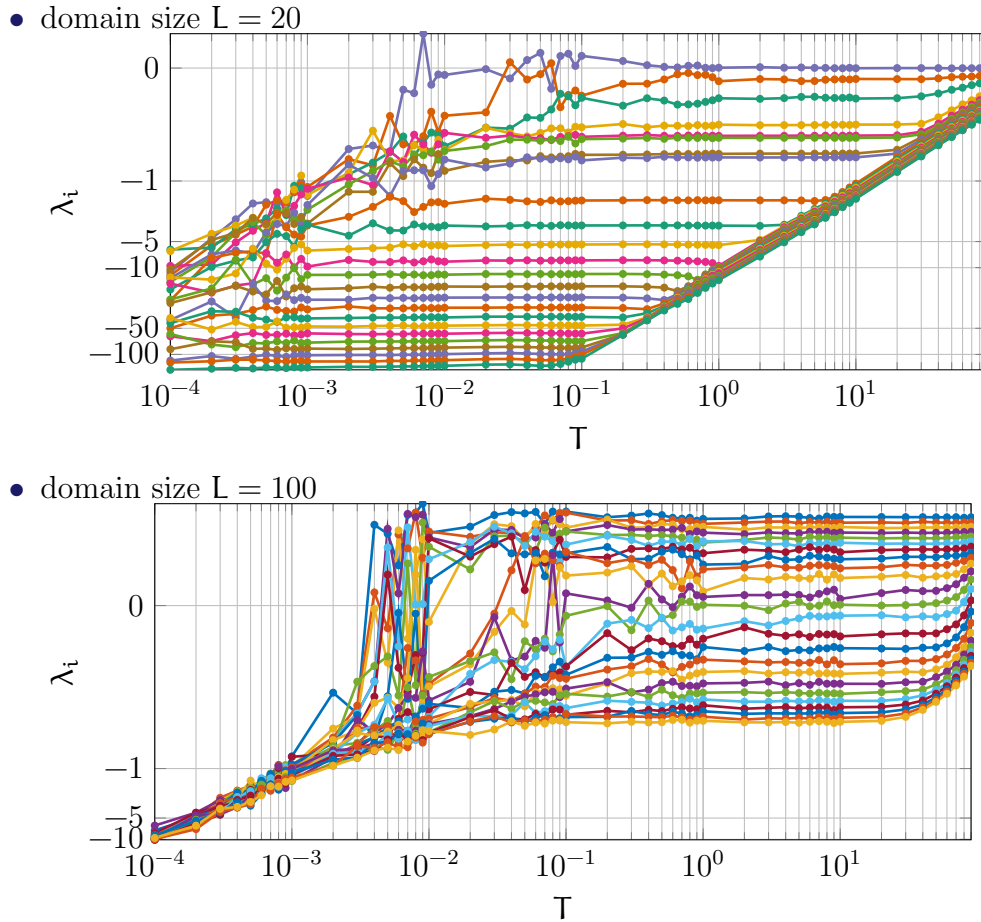 • domain size L = 20
0
−1
−5
−10
−50
−100
λᵢ
10⁻⁴ 10⁻³ 10⁻² 10⁻¹ 10⁰ 10¹
T
• domain size L = 100
0
−1
−5
−10
λᵢ
10⁻⁴ 10⁻³ 10⁻² 10⁻¹ 10⁰ 10¹
T